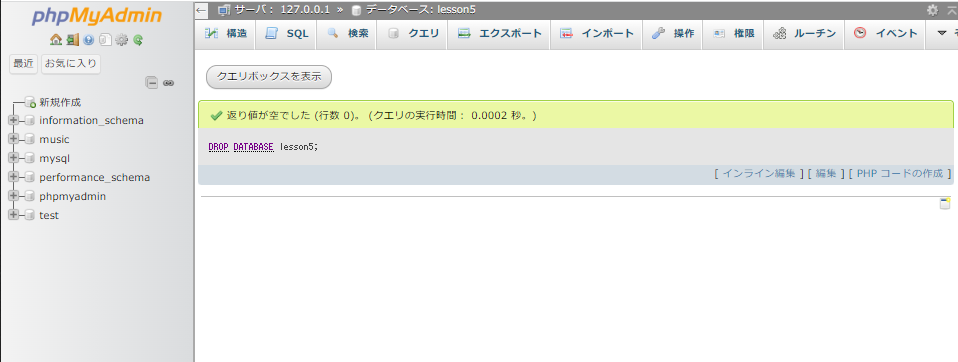 phpMyAdmin
最近 お気に入り
新規作成
information_schema
music
mysql
performance_schema
phpmyadmin
test
サーバ: 127.0.0.1 » データベース: lesson5
構造 SQL 検索 クエリ エクスポート インポート 操作 権限 ルーチン イベント
クエリボックスを表示
返り値が空でした (行数 0)。 (クエリの実行時間: 0.0002 秒。)
DROP DATABASE lesson5;
[ インライン編集 ] [ 編集 ] [ PHP コードの作成 ]